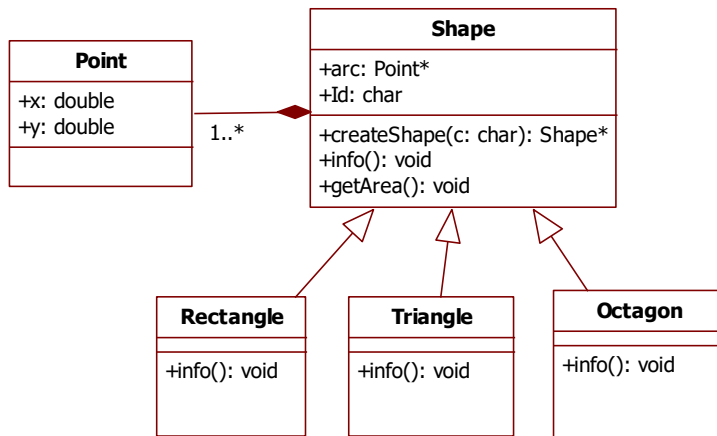 Point
+x: double
+y: double
1..*
Shape
+arc: Point*
+Id: char
+createShape(c: char): Shape*
+info(): void
+getArea(): void
Rectangle
+info(): void
Triangle
+info(): void
Octagon
+info(): void